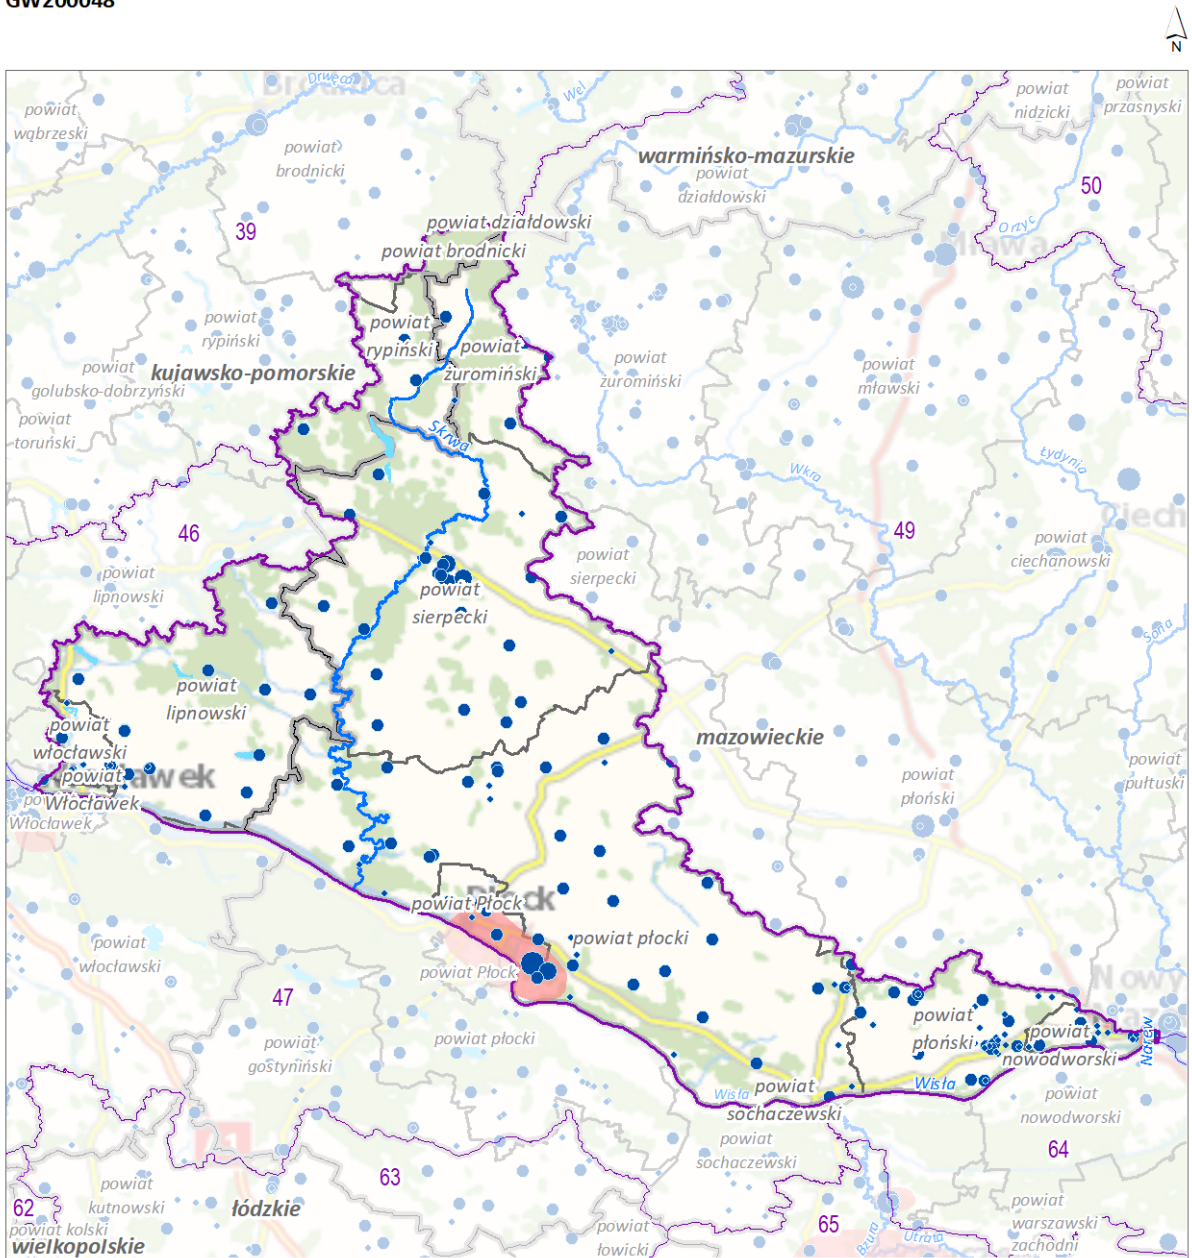 GW200048
N
Brodnica
Drwęca
Wel
powiat
wąbrzeski
powiat
brodnicki
warmińsko-mazurskie
powiat
działdowski
powiat
nidzicki
powiat
przasnyski
50
39
Orzyc
Mława
powiat działdowski
powiat brodnicki
powiat
rypiński
powiat
rypiński
powiat
żuromiński
powiat
żuromiński
powiat
mławski
kujawsko-pomorskie
powiat
golubsko-dobrzyński
powiat
toruński
Skrwa
Wkra
Łydynia
46
49
Ciech
powiat
ciechanowski
powiat
lipnowski
powiat
sierpecki
powiat
sierpecki
Sona
powiat
lipnowski
powiat
włocławski
powiat
Włocławek
mazowieckie
powiat
płoński
powiat
pułtuski
Włocławek
Płock
powiat Płock
powiat płocki
powiat Płock
powiat
włocławski
47
powiat
gostyniński
powiat płocki
Nowy
powiat
płoński
powiat
nowodworski
Narew
Wisła
Wisła
powiat
sochaczewski
powiat
nowodworski
powiat
sochaczewski
64
63
62
powiat
kutnowski
łódzkie
powiat kolski
wielkopolskie
powiat
łowicki
65
Bzura
Utrata
powiat
warszawski
zachodni